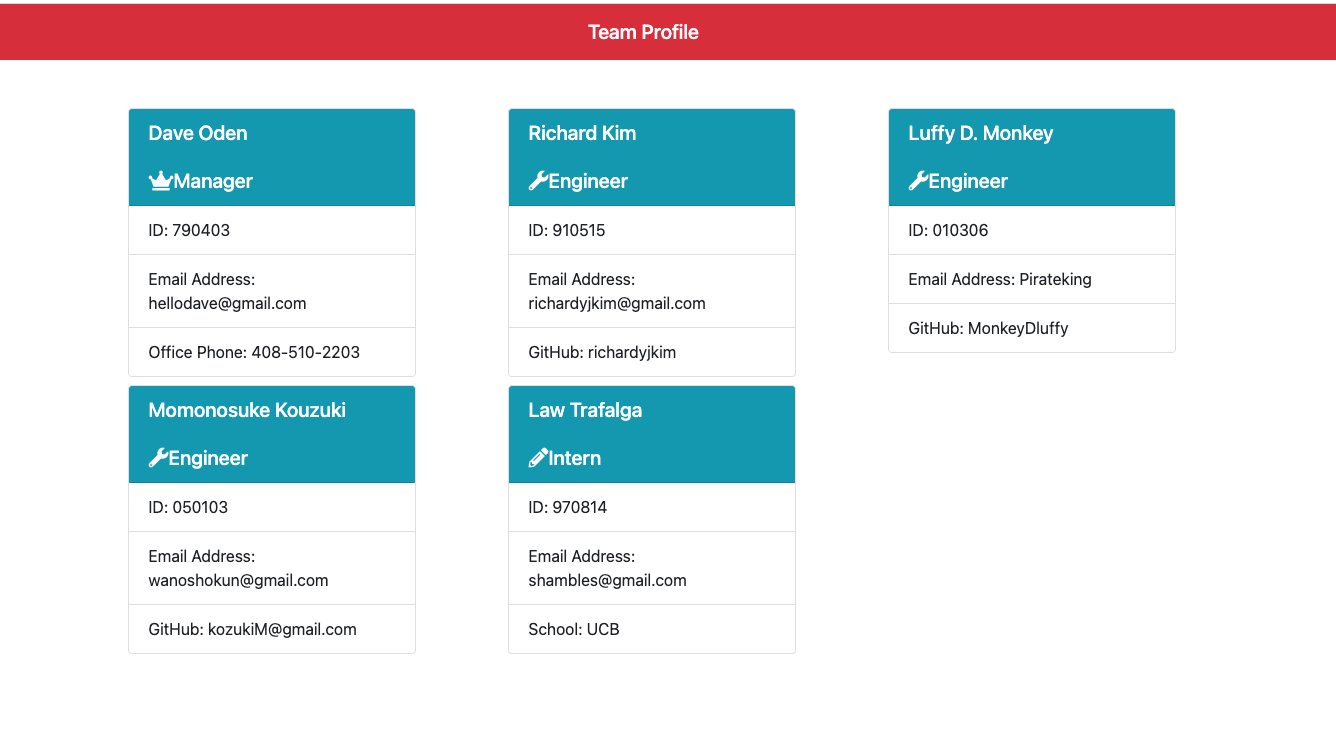 Team Profile
Dave Oden
Manager
ID: 790403
Email Address:
hellodave@gmail.com
Office Phone: 408-510-2203
Richard Kim
Engineer
ID: 910515
Email Address:
richardyjkim@gmail.com
GitHub: richardyjkim
Luffy D. Monkey
Engineer
ID: 010306
Email Address: Pirateking
GitHub: MonkeyDluffy
Momonosuke Kouzuki
Engineer
ID: 050103
Email Address:
wanoshokun@gmail.com
GitHub: kozukiM@gmail.com
Law Trafalga
Intern
ID: 970814
Email Address:
shambles@gmail.com
School: UCB